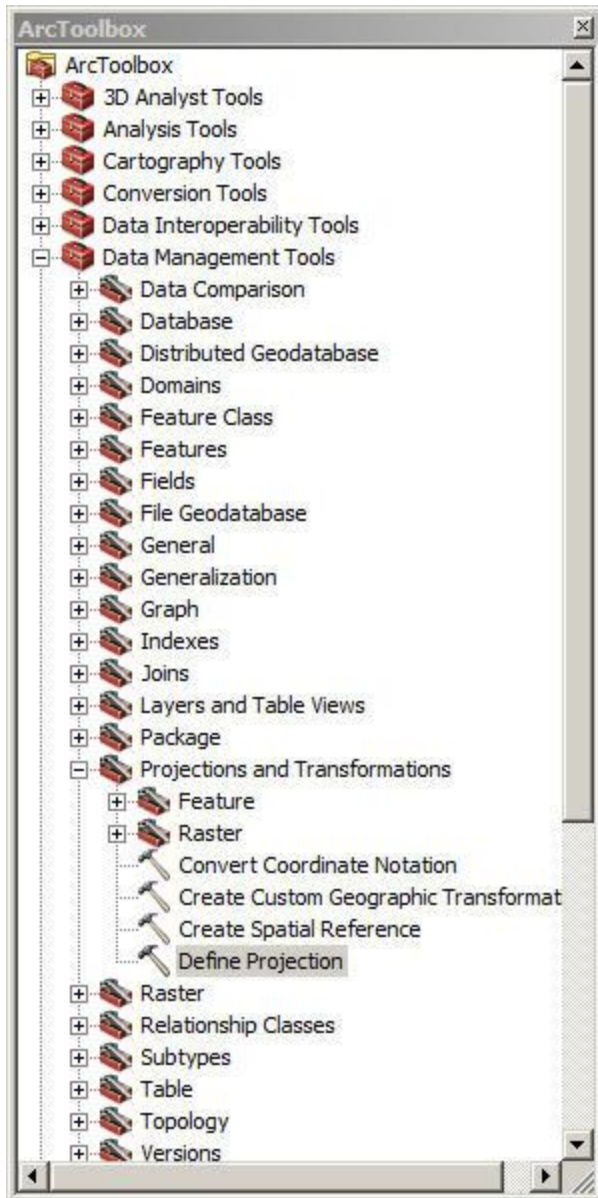 ArcToolbox
ArcToolbox
3D Analyst Tools
Analysis Tools
Cartography Tools
Conversion Tools
Data Interoperability Tools
Data Management Tools
Data Comparison
Database
Distributed Geodatabase
Domains
Feature Class
Features
Fields
File Geodatabase
General
Generalization
Graph
Indexes
Joins
Layers and Table Views
Package
Projections and Transformations
Feature
Raster
Convert Coordinate Notation
Create Custom Geographic Transformat
Create Spatial Reference
Define Projection
Raster
Relationship Classes
Subtypes
Table
Topology
Versions